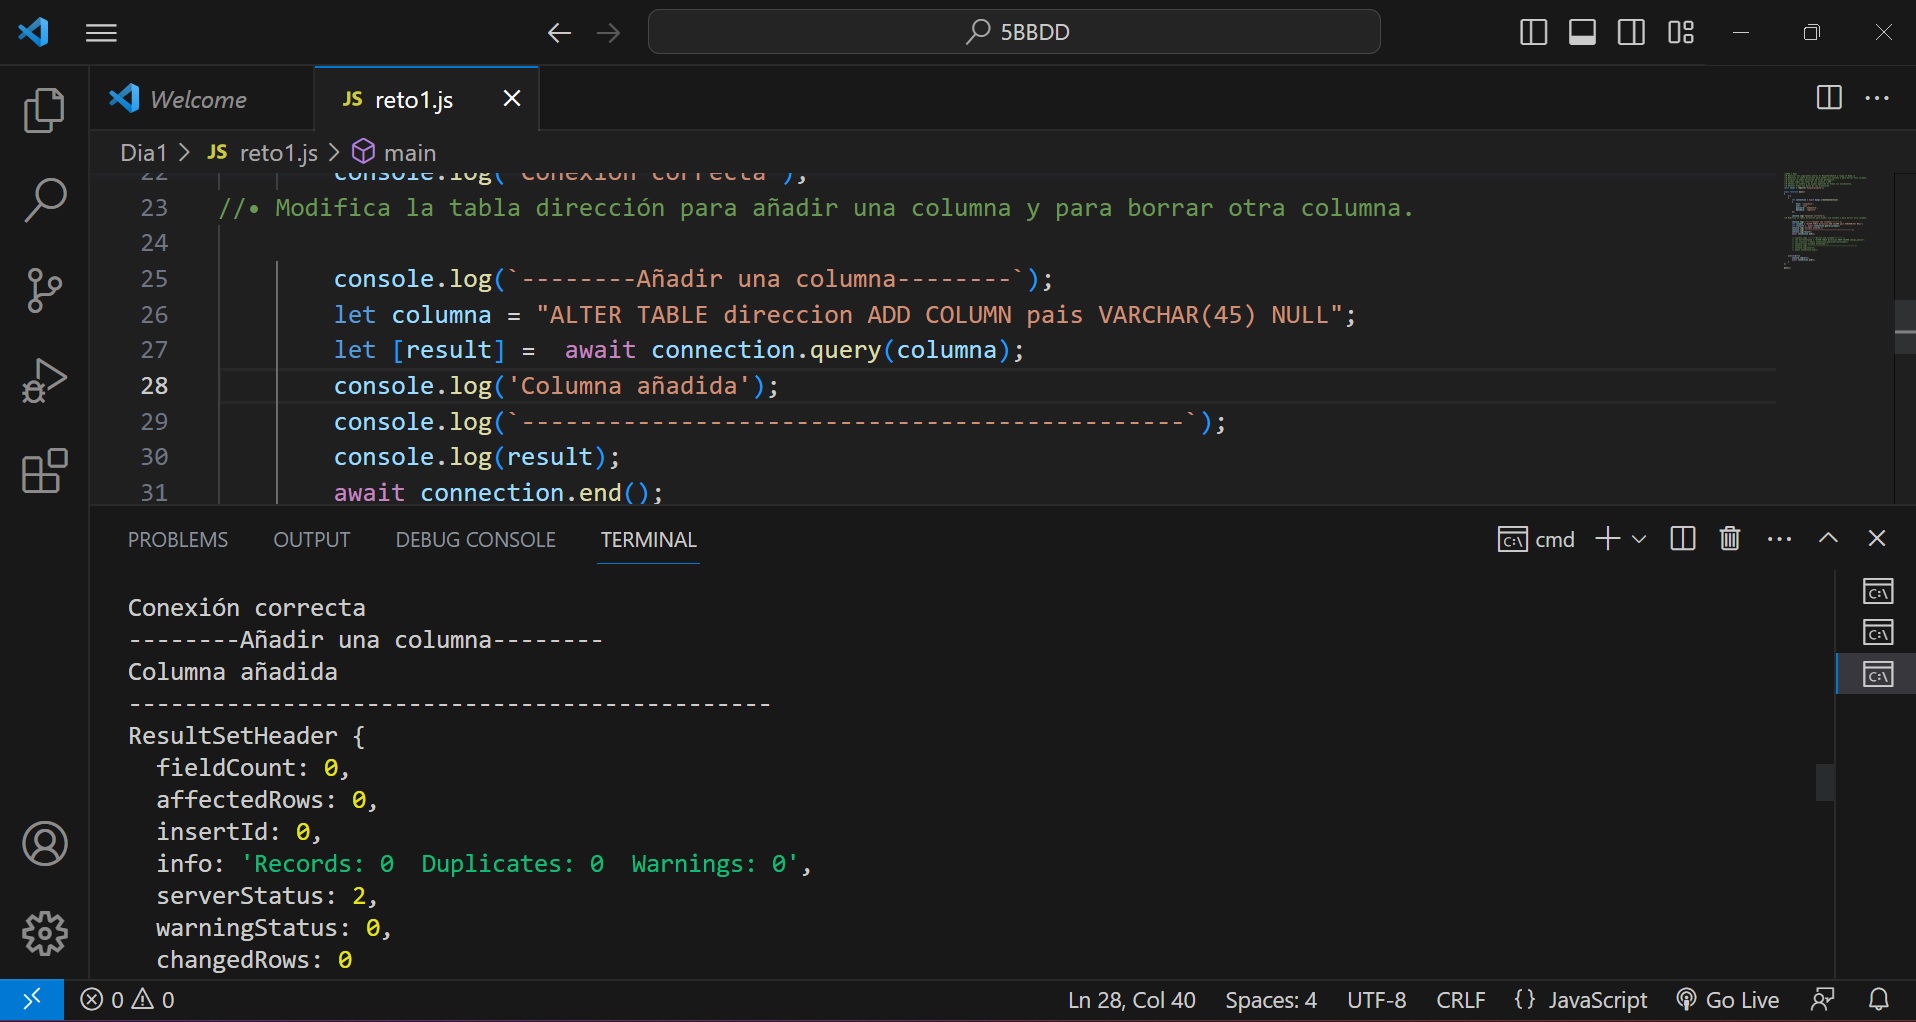 5BBDD
Welcome
JS reto1.js
Dia1 > JS reto1.js > main
22 console.log(`Conexión correcta`);
23 //• Modifica la tabla dirección para añadir una columna y para borrar otra columna.
24
25 console.log(`--------Añadir una columna--------`);
26 let columna = "ALTER TABLE direccion ADD COLUMN pais VARCHAR(45) NULL";
27 let [result] =  await connection.query(columna);
28 console.log('Columna añadida');
29 console.log(`----------------------------------------------`);
30 console.log(result);
31 await connection.end();
PROBLEMS OUTPUT DEBUG CONSOLE TERMINAL cmd
Conexión correcta
--------Añadir una columna--------
Columna añadida
----------------------------------------------
ResultSetHeader {
fieldCount: 0,
affectedRows: 0,
insertId: 0,
info: 'Records: 0  Duplicates: 0  Warnings: 0',
serverStatus: 2,
warningStatus: 0,
changedRows: 0
0 0 Ln 28, Col 40 Spaces: 4 UTF-8 CRLF {} JavaScript Go Live